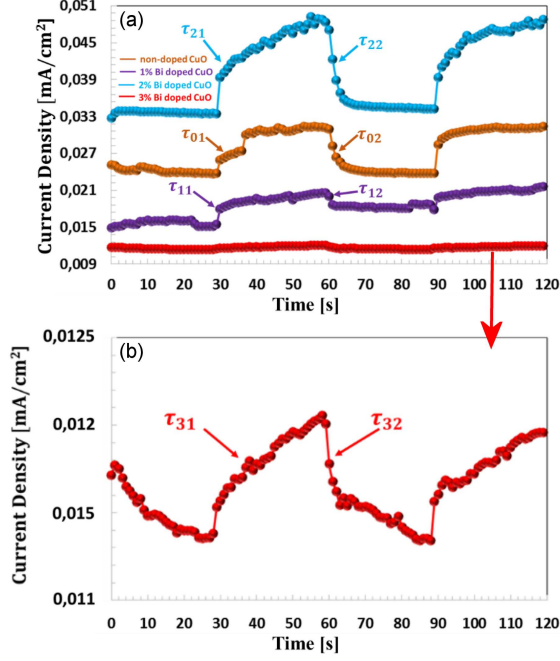 (a)
0,051
0,045
0,039
0,033
0,027
0,021
0,015
0,009
Current Density [mA/cm²]
non-doped CuO
1% Bi doped CuO
2% Bi doped CuO
3% Bi doped CuO
τ₂₁
τ₂₂
τ₀₁
τ₀₂
τ₁₁
τ₁₂
0 10 20 30 40 50 60 70 80 90 100 110 120
Time [s]
(b)
0,0125
0,012
0,0115
0,011
Current Density [mA/cm²]
τ₃₁
τ₃₂
0 10 20 30 40 50 60 70 80 90 100 110 120
Time [s]